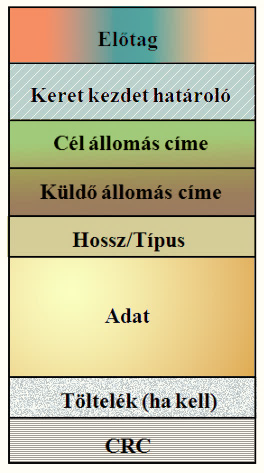 Előtag
Keret kezdet határoló
Cél állomás címe
Küldő állomás címe
Hossz/Típus
Adat
Töltelék (ha kell)
CRC